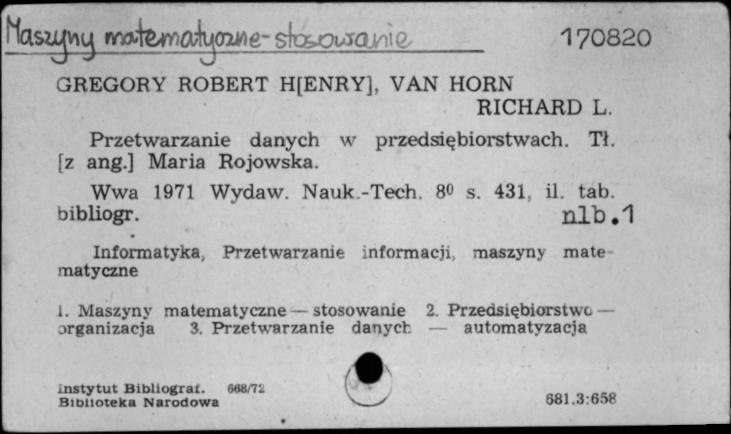 Maszyny matematyczne-stosowanie 170820
GREGORY ROBERT H[ENRY], VAN HORN
RICHARD L.
Przetwarzanie danych w przedsiębiorstwach. Tł.
[z ang.] Maria Rojowska.
Wwa 1971 Wydaw. Nauk.-Tech. 8⁰ s. 431, il. tab.
bibliogr. nlb.1
Informatyka, Przetwarzanie informacji, maszyny mate-
matyczne
1. Maszyny matematyczne — stosowanie 2. Przedsiębiorstwo —
organizacja 3. Przetwarzanie danych — automatyzacja
Instytut Bibliograf. 668/72
Biblioteka Narodowa
681.3:658